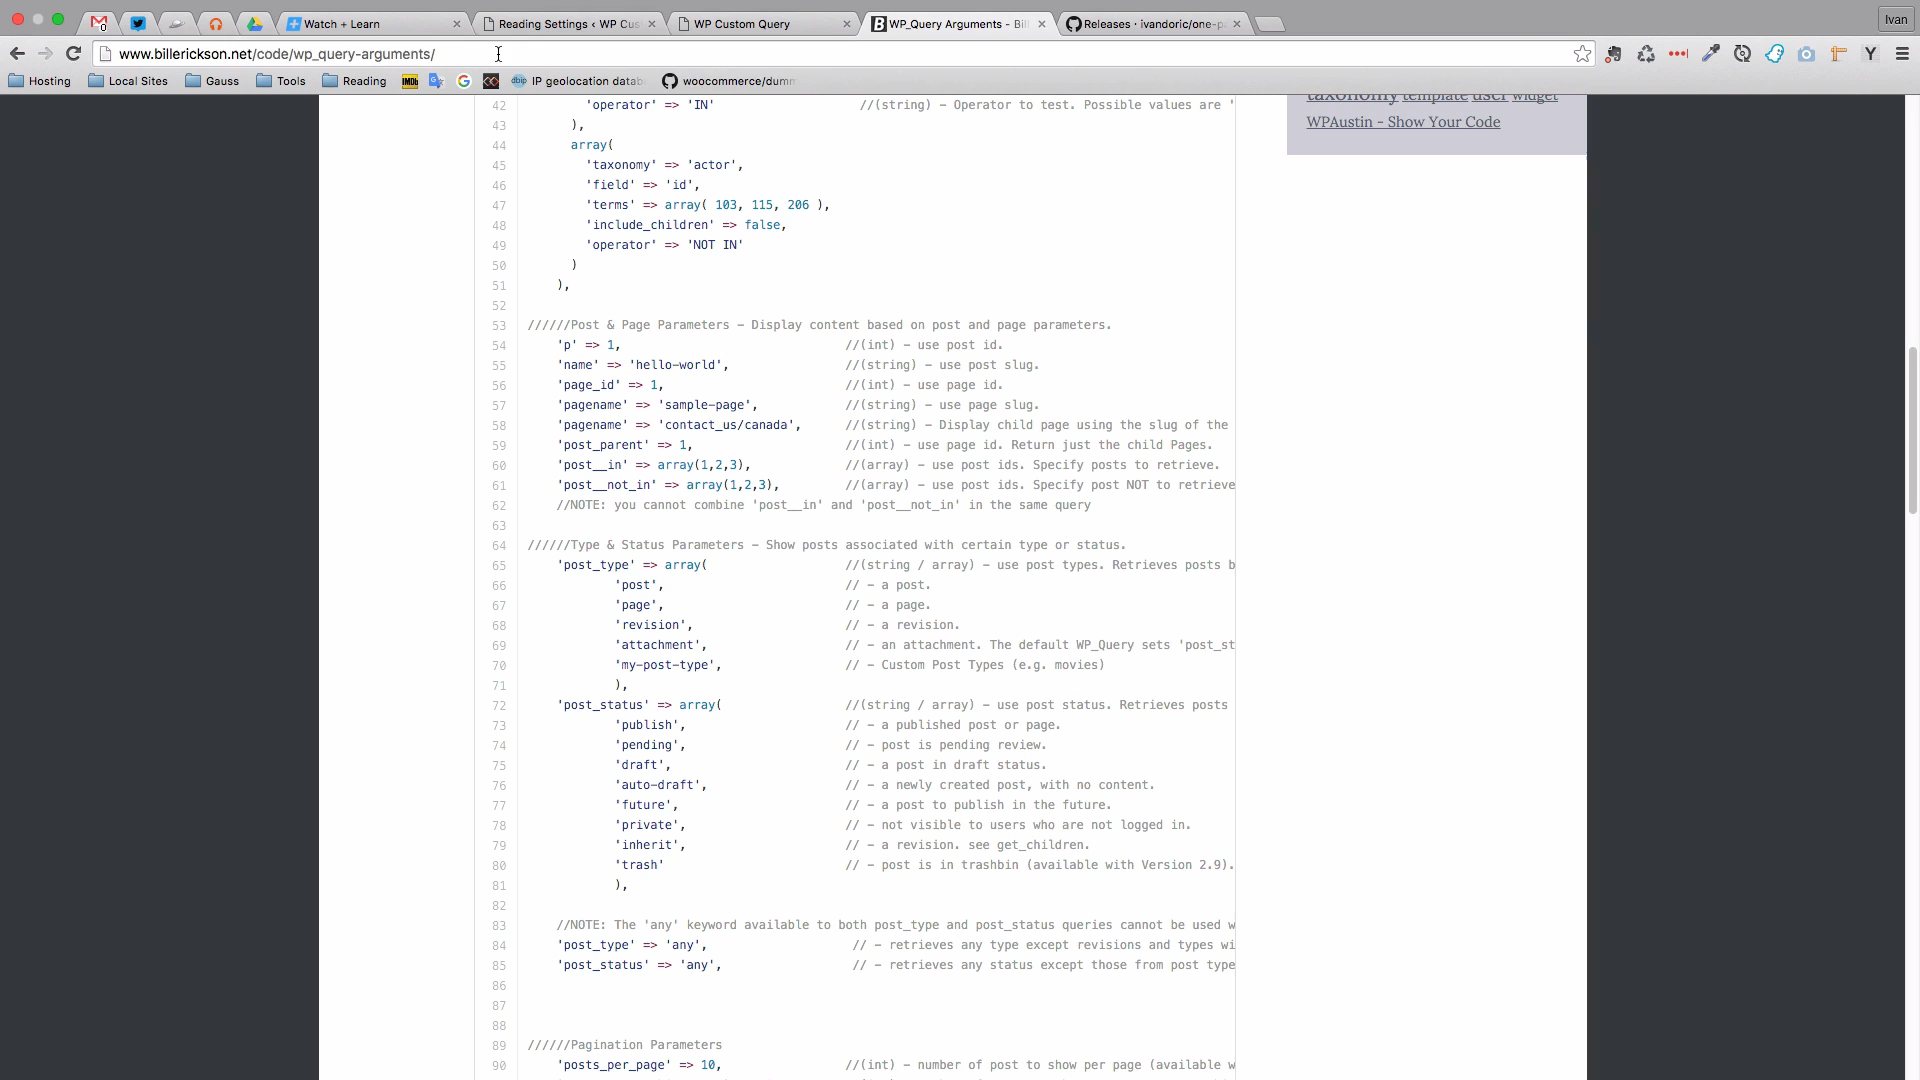 Watch + Learn
Reading Settings ‹ WP Cus
WP Custom Query
WP_Query Arguments - Bill
Releases · ivandoric/one-pa
Ivan
www.billerickson.net/code/wp_query-arguments/
Hosting
Local Sites
Gauss
Tools
Reading
IMDb
dbip
IP geolocation datab
woocommerce/dumm
taxonomy template user widget
WPAustin - Show Your Code
42 'operator' => 'IN' //(string) - Operator to test. Possible values are '
43 ),
44 array(
45 'taxonomy' => 'actor',
46 'field' => 'id',
47 'terms' => array( 103, 115, 206 ),
48 'include_children' => false,
49 'operator' => 'NOT IN'
50 )
51 ),
52
53 //////Post & Page Parameters - Display content based on post and page parameters.
54 'p' => 1, //(int) - use post id.
55 'name' => 'hello-world', //(string) - use post slug.
56 'page_id' => 1, //(int) - use page id.
57 'pagename' => 'sample-page', //(string) - use page slug.
58 'pagename' => 'contact_us/canada', //(string) - Display child page using the slug of the
59 'post_parent' => 1, //(int) - use page id. Return just the child Pages.
60 'post__in' => array(1,2,3), //(array) - use post ids. Specify posts to retrieve.
61 'post__not_in' => array(1,2,3), //(array) - use post ids. Specify post NOT to retrieve
62 //NOTE: you cannot combine 'post__in' and 'post__not_in' in the same query
63
64 //////Type & Status Parameters - Show posts associated with certain type or status.
65 'post_type' => array( //(string / array) - use post types. Retrieves posts b
66 'post', // - a post.
67 'page', // - a page.
68 'revision', // - a revision.
69 'attachment', // - an attachment. The default WP_Query sets 'post_st
70 'my-post-type', // - Custom Post Types (e.g. movies)
71 ),
72 'post_status' => array( //(string / array) - use post status. Retrieves posts
73 'publish', // - a published post or page.
74 'pending', // - post is pending review.
75 'draft', // - a post in draft status.
76 'auto-draft', // - a newly created post, with no content.
77 'future', // - a post to publish in the future.
78 'private', // - not visible to users who are not logged in.
79 'inherit', // - a revision. see get_children.
80 'trash' // - post is in trashbin (available with Version 2.9).
81 ),
82
83 //NOTE: The 'any' keyword available to both post_type and post_status queries cannot be used w
84 'post_type' => 'any', // - retrieves any type except revisions and types wi
85 'post_status' => 'any', // - retrieves any status except those from post type
86
87
88
89 //////Pagination Parameters
90 'posts_per_page' => 10, //(int) - number of post to show per page (available w